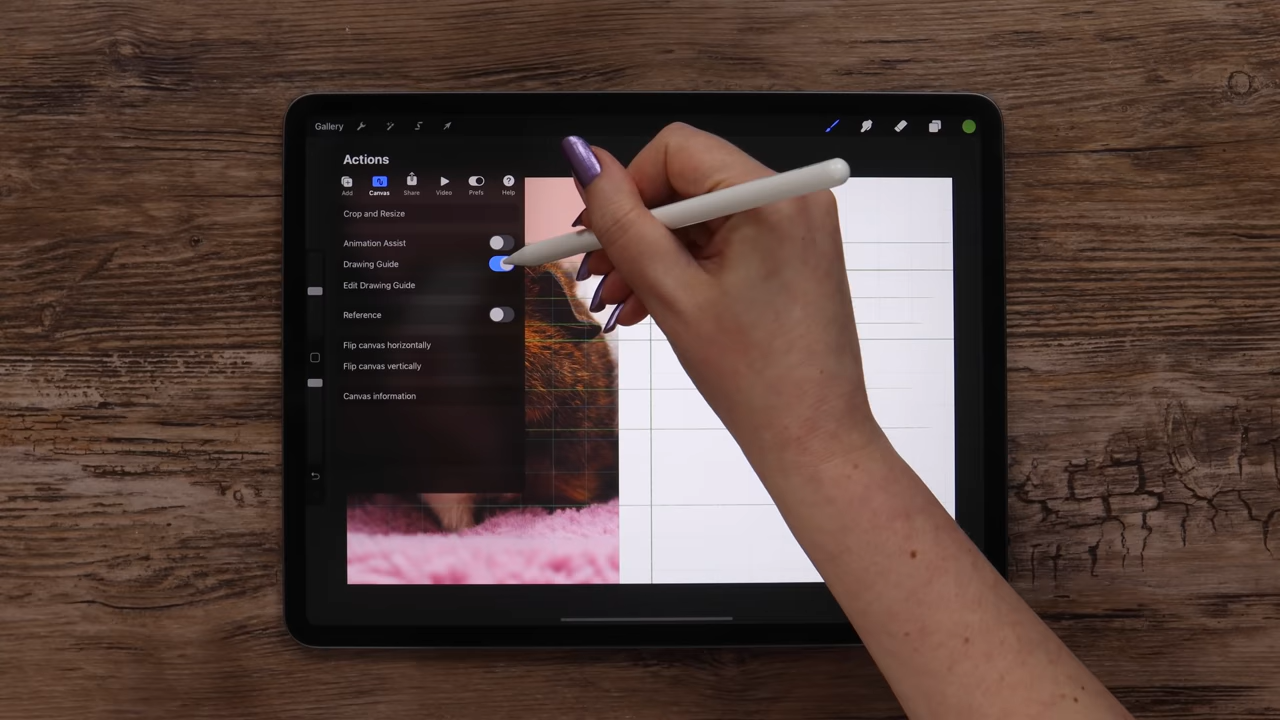 Gallery
Actions
Add Canvas Share Video Prefs Help
Crop and Resize
Animation Assist
Drawing Guide
Edit Drawing Guide
Reference
Flip canvas horizontally
Flip canvas vertically
Canvas information